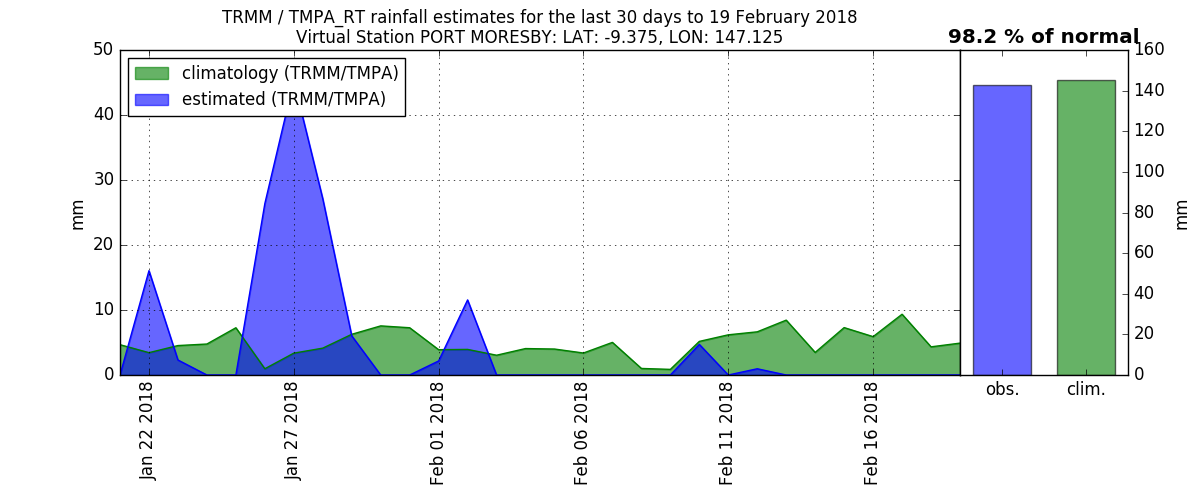 TRMM / TMPA_RT rainfall estimates for the last 30 days to 19 February 2018
Virtual Station PORT MORESBY: LAT: -9.375, LON: 147.125
98.2 % of normal
climatology (TRMM/TMPA)
estimated (TRMM/TMPA)
50
40
30
20
10
0
mm
Jan 22 2018
Jan 27 2018
Feb 01 2018
Feb 06 2018
Feb 11 2018
Feb 16 2018
obs.
clim.
160
140
120
100
80
60
40
20
0
mm